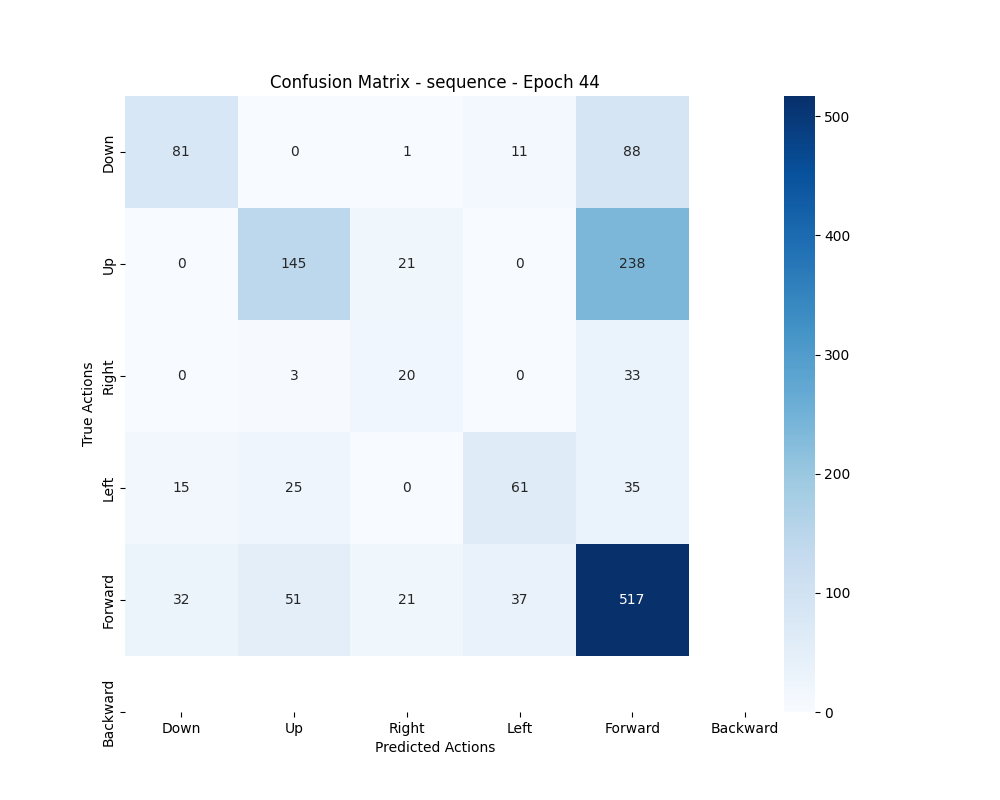 Confusion Matrix - sequence - Epoch 44
True Actions
Down 81 0 1 11 88
Up 0 145 21 0 238
Right 0 3 20 0 33
Left 15 25 0 61 35
Forward 32 51 21 37 517
Backward
Down Up Right Left Forward Backward
Predicted Actions
500
400
300
200
100
0